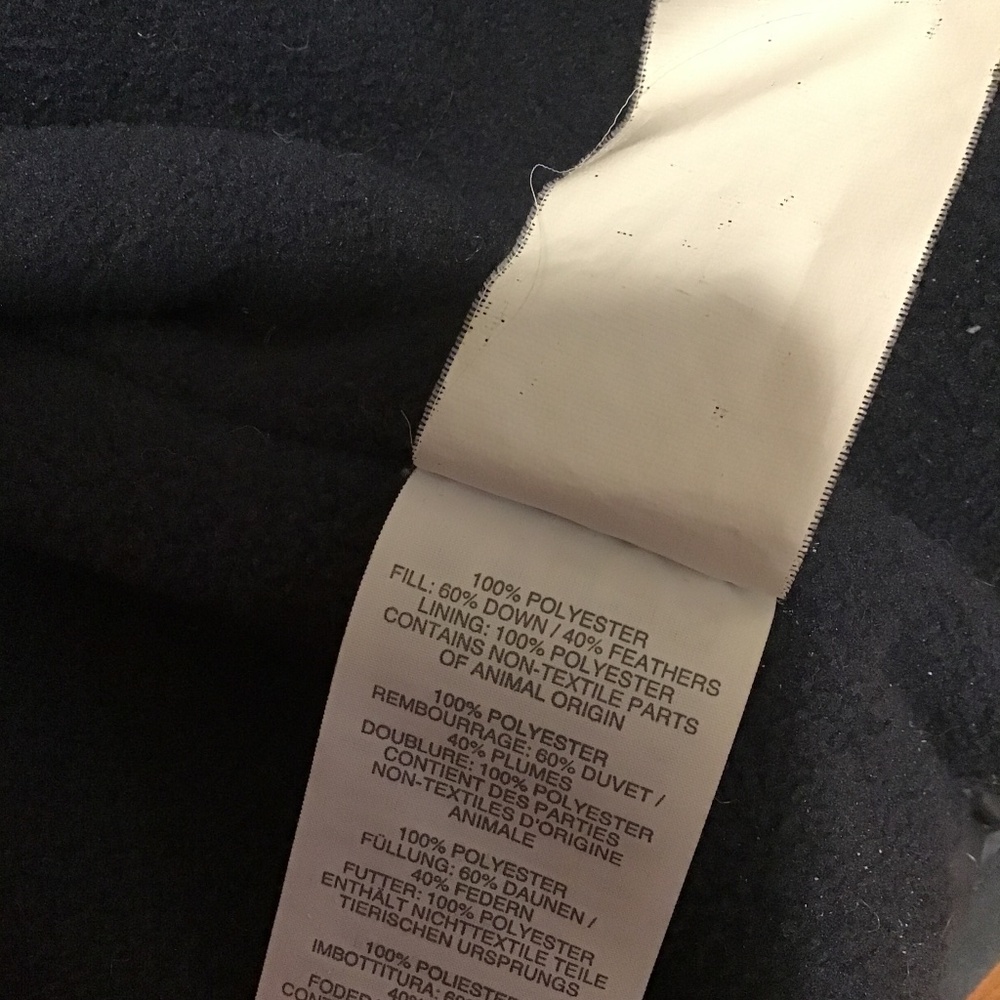 100% POLYESTER
FILL: 60% DOWN / 40% FEATHERS
LINING: 100% POLYESTER
CONTAINS NON-TEXTILE PARTS
OF ANIMAL ORIGIN
100% POLYESTER
REMBOURRAGE: 60% DUVET /
40% PLUMES
DOUBLURE: 100% POLYESTER
CONTIENT DES PARTIES
NON-TEXTILES D'ORIGINE
ANIMALE
100% POLYESTER
FÜLLUNG: 60% DAUNEN /
40% FEDERN
FUTTER: 100% POLYESTER
ENTHÄLT NICHTTEXTILE TEILE
TIERISCHEN URSPRUNGS
100% POLIESTER
IMBOTTITURA: